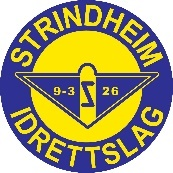 STRINDHEIM
9-3 S 26
IDRETTSLAG